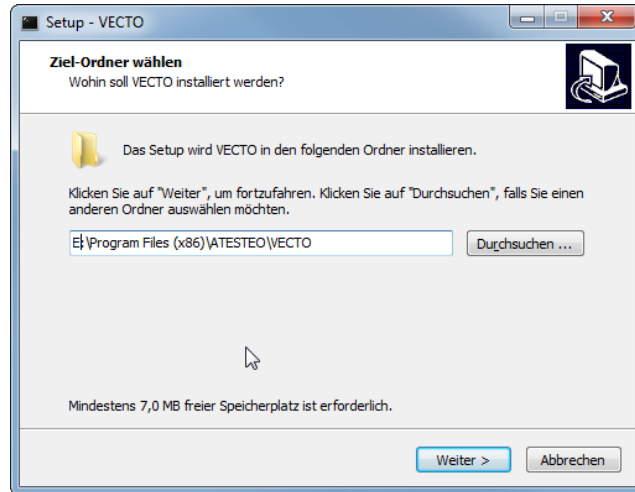 Setup - VECTO
Ziel-Ordner wählen
Wohin soll VECTO installiert werden?
Das Setup wird VECTO in den folgenden Ordner installieren.
Klicken Sie auf "Weiter", um fortzufahren. Klicken Sie auf "Durchsuchen", falls Sie einen
anderen Ordner auswählen möchten.
E:\Program Files (x86)\ATESTEO\VECTO
Durchsuchen ...
Mindestens 7,0 MB freier Speicherplatz ist erforderlich.
Weiter >
Abbrechen